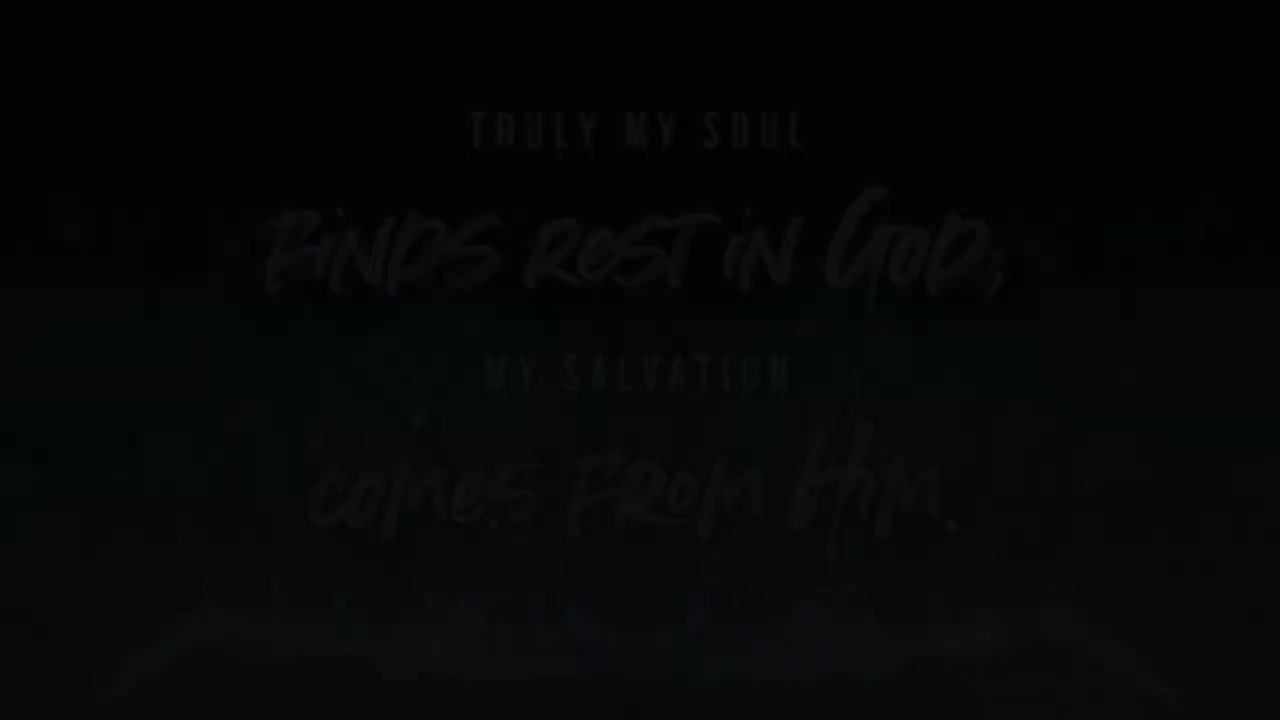 TRULY MY SOUL
FINDS REST IN GOD;
MY SALVATION
COMES FROM HIM.